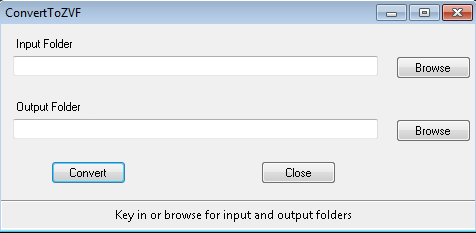 ConvertToZVF
Input Folder
Browse
Output Folder
Browse
Convert
Close
Key in or browse for input and output folders